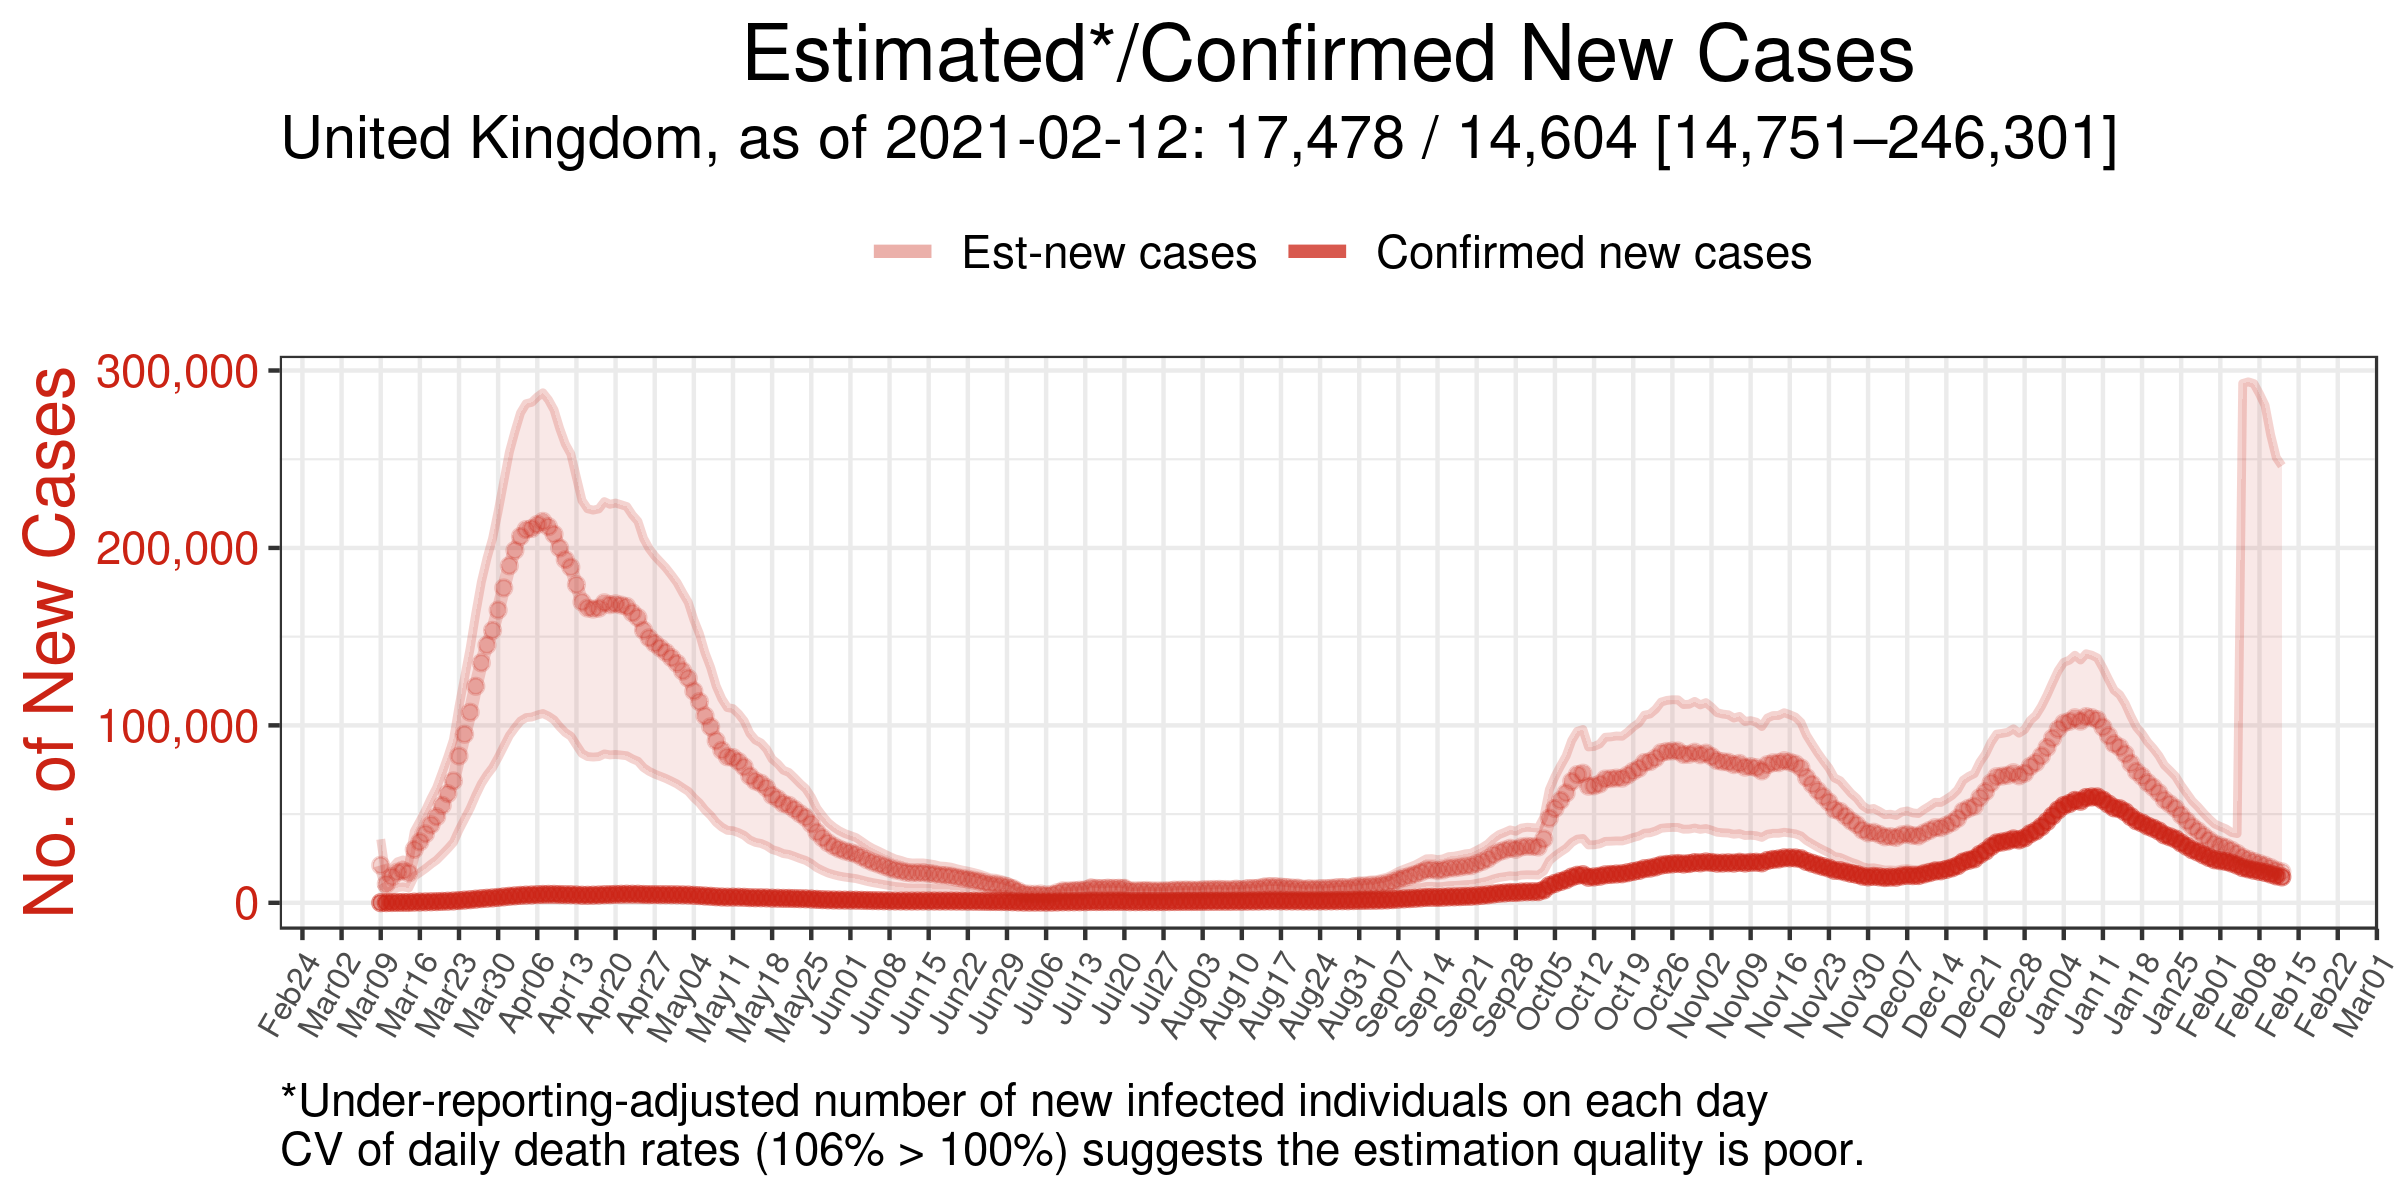 Estimated*/Confirmed New Cases
United Kingdom, as of 2021-02-12: 17,478 / 14,604 [14,751–246,301]
Est-new cases Confirmed new cases
No. of New Cases
300,000
200,000
100,000
0
Feb24 Mar02 Mar09 Mar16 Mar23 Mar30 Apr06 Apr13 Apr20 Apr27 May04 May11 May18 May25 Jun01 Jun08 Jun15 Jun22 Jun29 Jul06 Jul13 Jul20 Jul27 Aug03 Aug10 Aug17 Aug24 Aug31 Sep07 Sep14 Sep21 Sep28 Oct05 Oct12 Oct19 Oct26 Nov02 Nov09 Nov16 Nov23 Nov30 Dec07 Dec14 Dec21 Dec28 Jan04 Jan11 Jan18 Jan25 Feb01 Feb08 Feb15 Feb22 Mar01
*Under-reporting-adjusted number of new infected individuals on each day
CV of daily death rates (106% > 100%) suggests the estimation quality is poor.